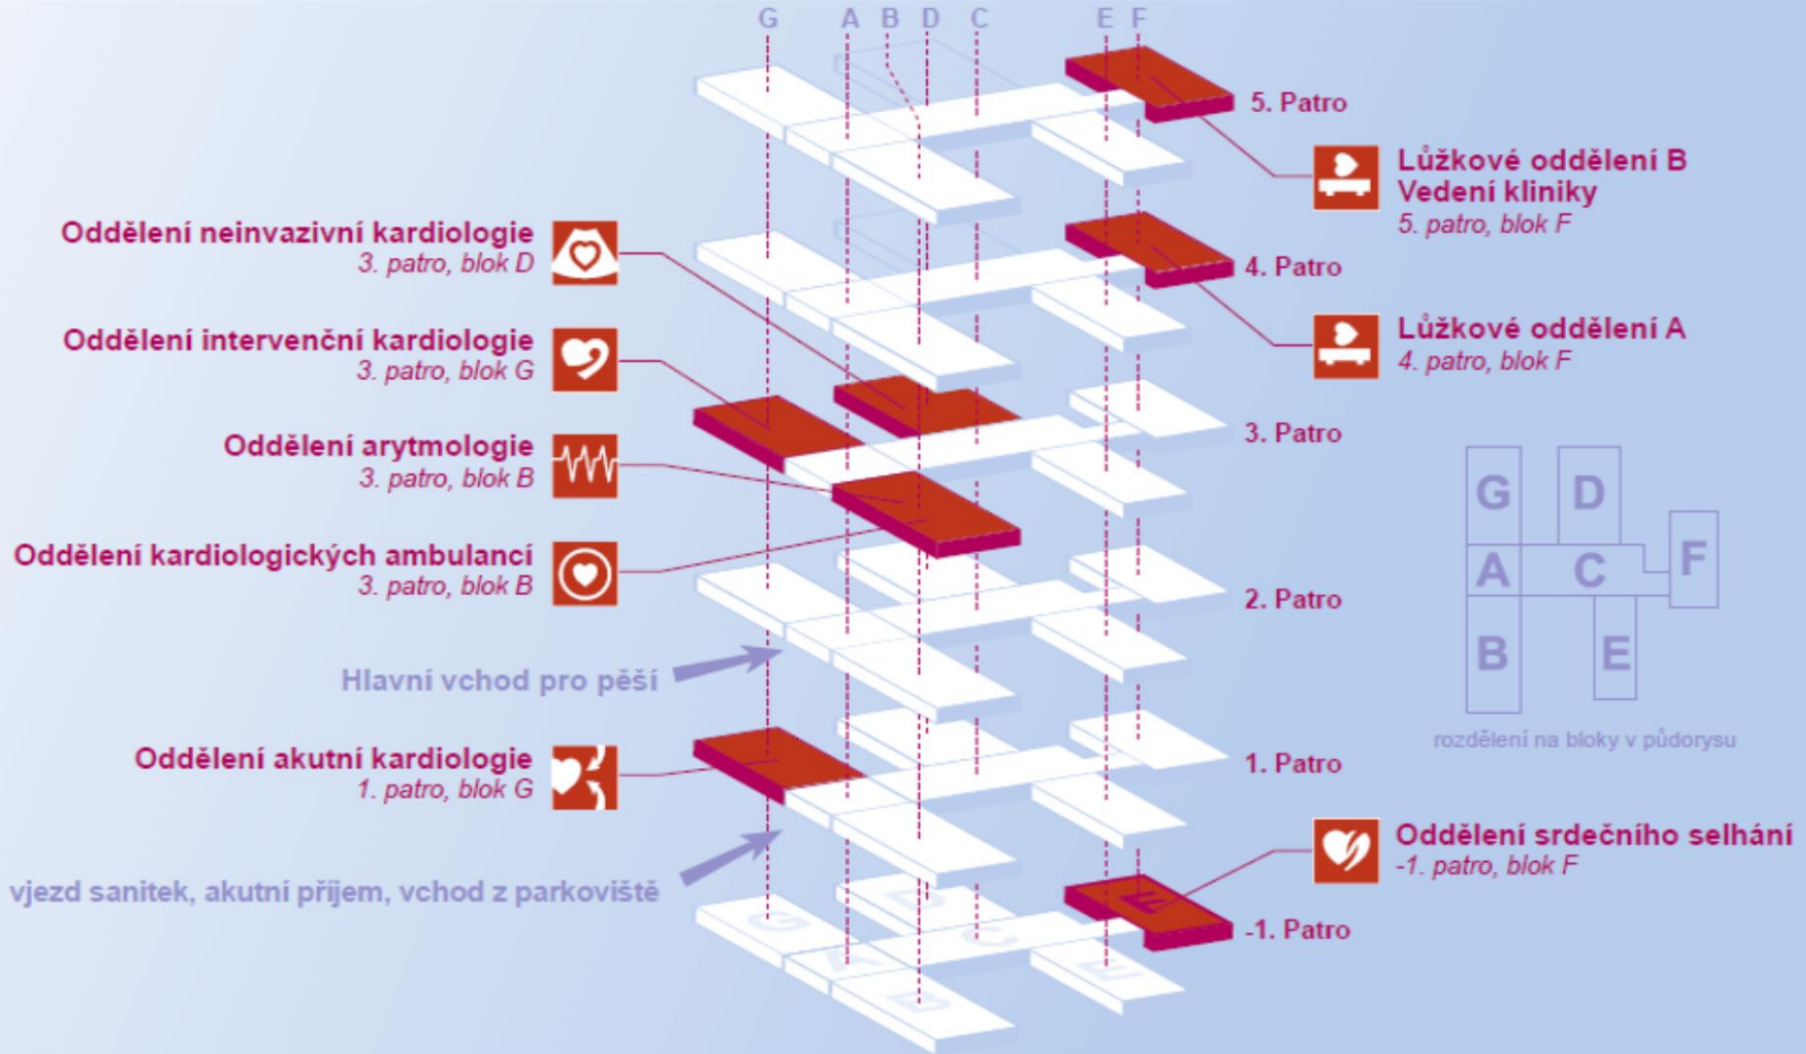 G A B D C E F
5. Patro
Lůžkové oddělení B
Vedení kliniky
5. patro, blok F
Oddělení neinvazivní kardiologie
3. patro, blok D
4. Patro
Oddělení intervenční kardiologie
3. patro, blok G
Lůžkové oddělení A
4. patro, blok F
Oddělení arytmologie
3. patro, blok B
3. Patro
Oddělení kardiologických ambulancí
3. patro, blok B
2. Patro
G D
A C F
B E
rozdělení na bloky v půdorysu
Hlavní vchod pro pěší
Oddělení akutní kardiologie
1. patro, blok G
1. Patro
Oddělení srdečního selhání
-1. patro, blok F
vjezd sanitek, akutní příjem, vchod z parkoviště
-1. Patro
G D F
A C E
B